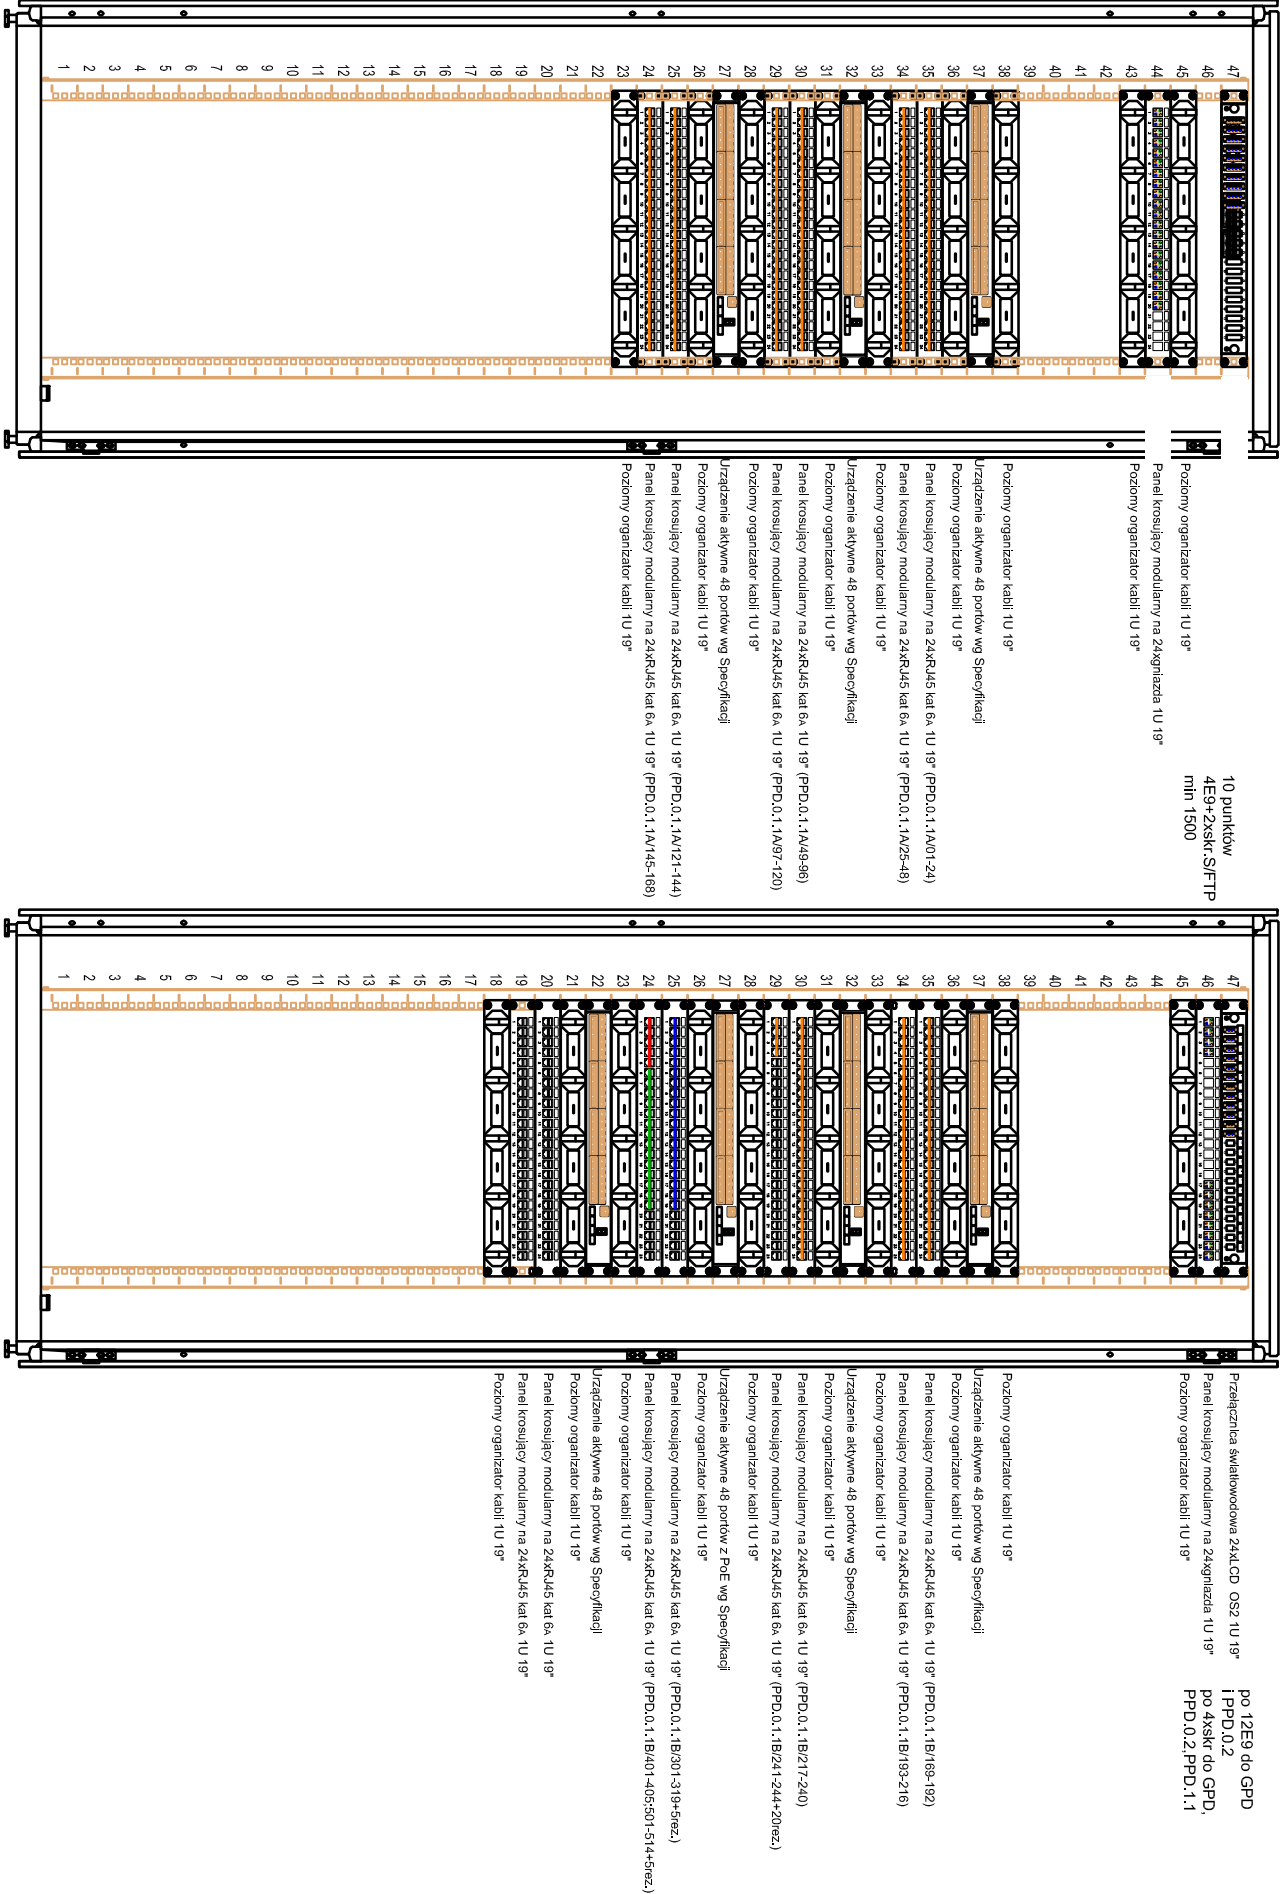 47
46
45
44
43
42
41
40
39
38
37
36
35
34
33
32
31
30
29
28
27
26
25
24
23
22
21
20
19
18
17
16
15
14
13
12
11
10
9
8
7
6
5
4
3
2
1
10 punktów
4E9+2xskr.S/FTP
min 1500
Poziomy organizator kabli 1U 19"
Panel krosujący modularny na 24xgniazda 1U 19"
Poziomy organizator kabli 1U 19"
Poziomy organizator kabli 1U 19"
Urządzenie aktywne 48 portów wg Specyfikacji
Poziomy organizator kabli 1U 19"
Panel krosujący modularny na 24xRJ45 kat 6A 1U 19" (PPD.0.1.1A/01-24)
Panel krosujący modularny na 24xRJ45 kat 6A 1U 19" (PPD.0.1.1A/25-48)
Poziomy organizator kabli 1U 19"
Urządzenie aktywne 48 portów wg Specyfikacji
Poziomy organizator kabli 1U 19"
Panel krosujący modularny na 24xRJ45 kat 6A 1U 19" (PPD.0.1.1A/49-96)
Panel krosujący modularny na 24xRJ45 kat 6A 1U 19" (PPD.0.1.1A/97-120)
Poziomy organizator kabli 1U 19"
Urządzenie aktywne 48 portów wg Specyfikacji
Poziomy organizator kabli 1U 19"
Panel krosujący modularny na 24xRJ45 kat 6A 1U 19" (PPD.0.1.1A/121-144)
Panel krosujący modularny na 24xRJ45 kat 6A 1U 19" (PPD.0.1.1A/145-168)
Poziomy organizator kabli 1U 19"
47
46
45
44
43
42
41
40
39
38
37
36
35
34
33
32
31
30
29
28
27
26
25
24
23
22
21
20
19
18
17
16
15
14
13
12
11
10
9
8
7
6
5
4
3
2
1
po 12E9 do GPD
i PPD.0.2
po 4xskr do GPD,
PPD.0.2,PPD.1.1
Przełącznica światłowodowa 24xLCD OS2 1U 19"
Panel krosujący modularny na 24xgniazda 1U 19"
Poziomy organizator kabli 1U 19"
Poziomy organizator kabli 1U 19"
Urządzenie aktywne 48 portów wg Specyfikacji
Poziomy organizator kabli 1U 19"
Panel krosujący modularny na 24xRJ45 kat 6A 1U 19" (PPD.0.1.1B/169-192)
Panel krosujący modularny na 24xRJ45 kat 6A 1U 19" (PPD.0.1.1B/193-216)
Poziomy organizator kabli 1U 19"
Urządzenie aktywne 48 portów wg Specyfikacji
Poziomy organizator kabli 1U 19"
Panel krosujący modularny na 24xRJ45 kat 6A 1U 19" (PPD.0.1.1B/217-240)
Panel krosujący modularny na 24xRJ45 kat 6A 1U 19" (PPD.0.1.1B/241-244+20rez.)
Poziomy organizator kabli 1U 19"
Urządzenie aktywne 48 portów z PoE wg Specyfikacji
Poziomy organizator kabli 1U 19"
Panel krosujący modularny na 24xRJ45 kat 6A 1U 19" (PPD.0.1.1B/301-319+5rez.)
Panel krosujący modularny na 24xRJ45 kat 6A 1U 19" (PPD.0.1.1B/401-405;501-514+5rez.)
Poziomy organizator kabli 1U 19"
Urządzenie aktywne 48 portów wg Specyfikacji
Poziomy organizator kabli 1U 19"
Panel krosujący modularny na 24xRJ45 kat 6A 1U 19"
Panel krosujący modularny na 24xRJ45 kat 6A 1U 19"
Poziomy organizator kabli 1U 19"